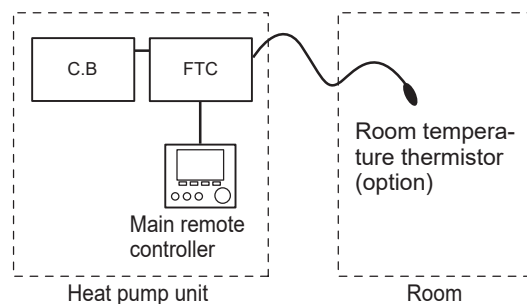 C.B
FTC
Room tempera-
ture thermistor
(option)
Main remote
controller
Heat pump unit
Room